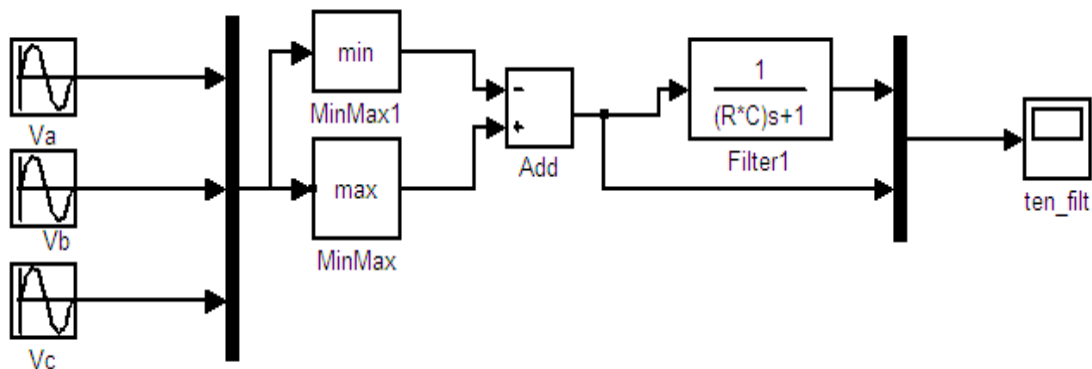 Va
Vb
Vc
min
MinMax1
max
MinMax
-
+
Add
1
(R*C)s+1
Filter1
ten_filt